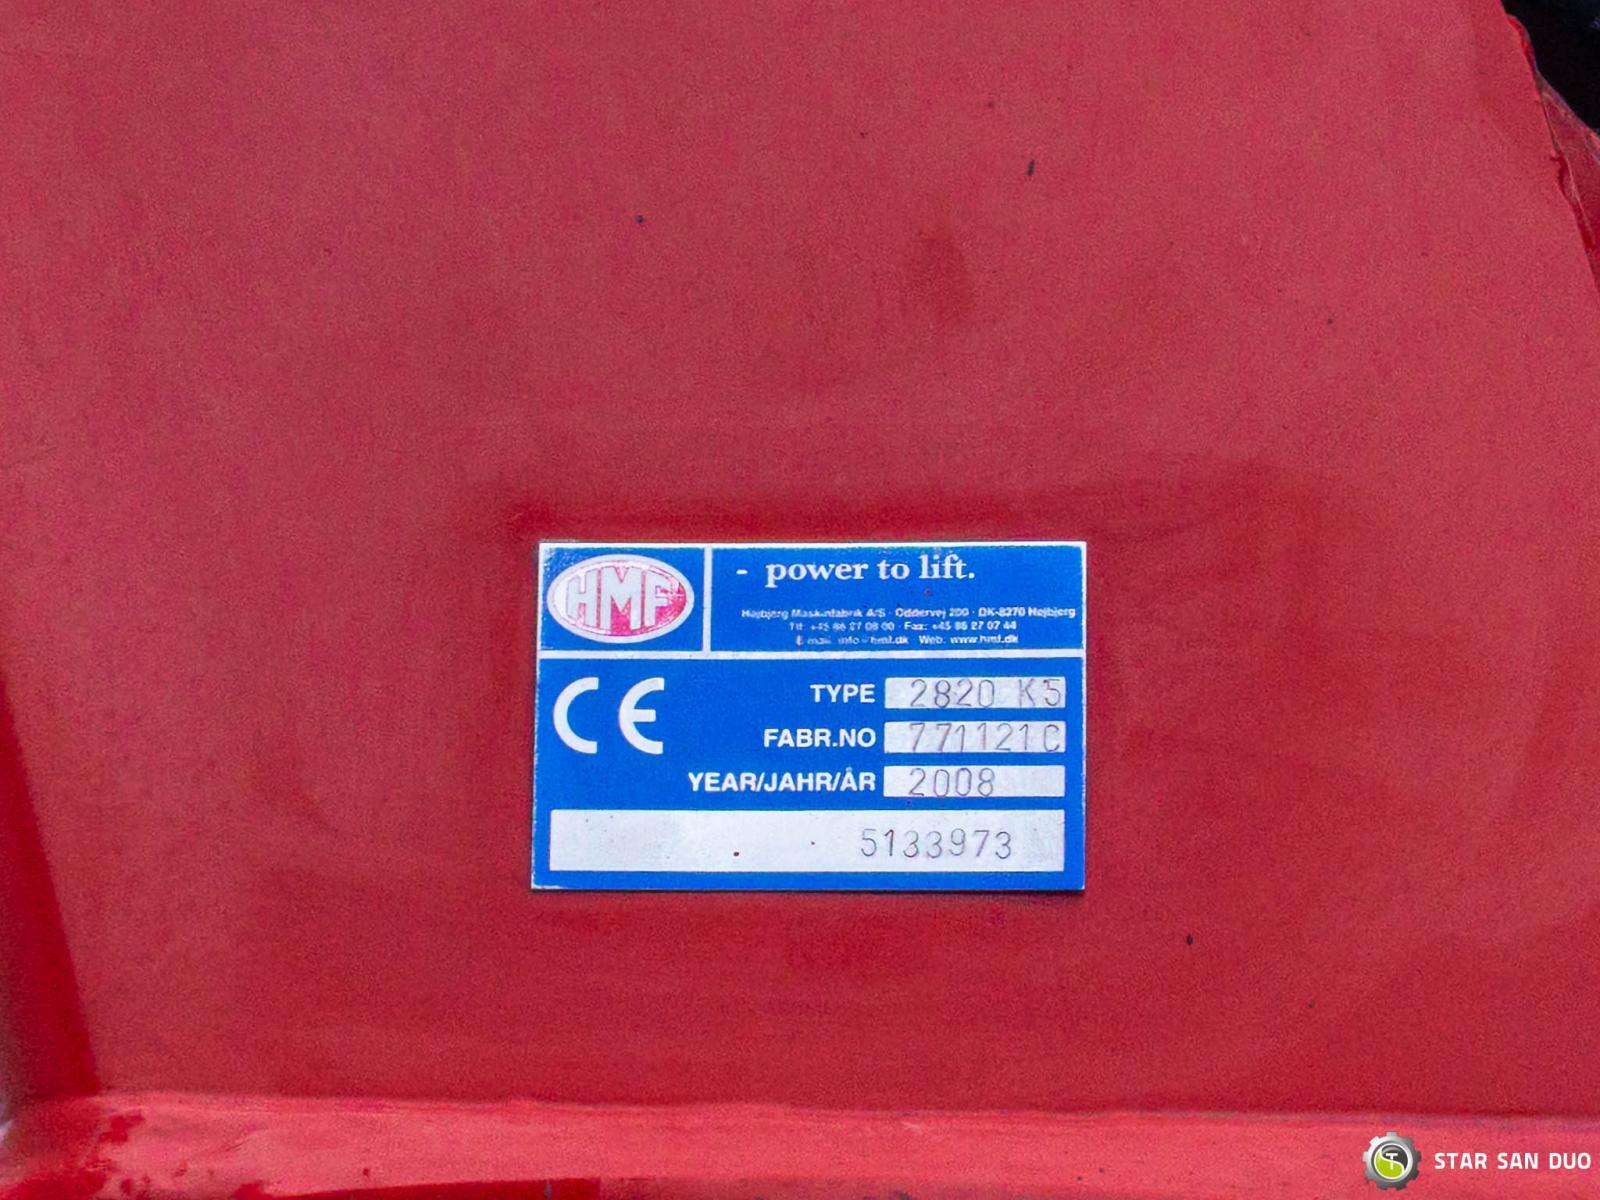 HMF
- power to lift.
Højbjerg Maskinfabrik A/S · Oddervej 200 · DK-8270 Højbjerg
Tlf: +45 86 27 08 00 · Fax: +45 86 27 07 44
E-mail: info@hmf.dk Web: www.hmf.dk
CE
TYPE 2820 K5
FABR.NO 771121C
YEAR/JAHR/ÅR 2008
5133973
STAR SAN DUO